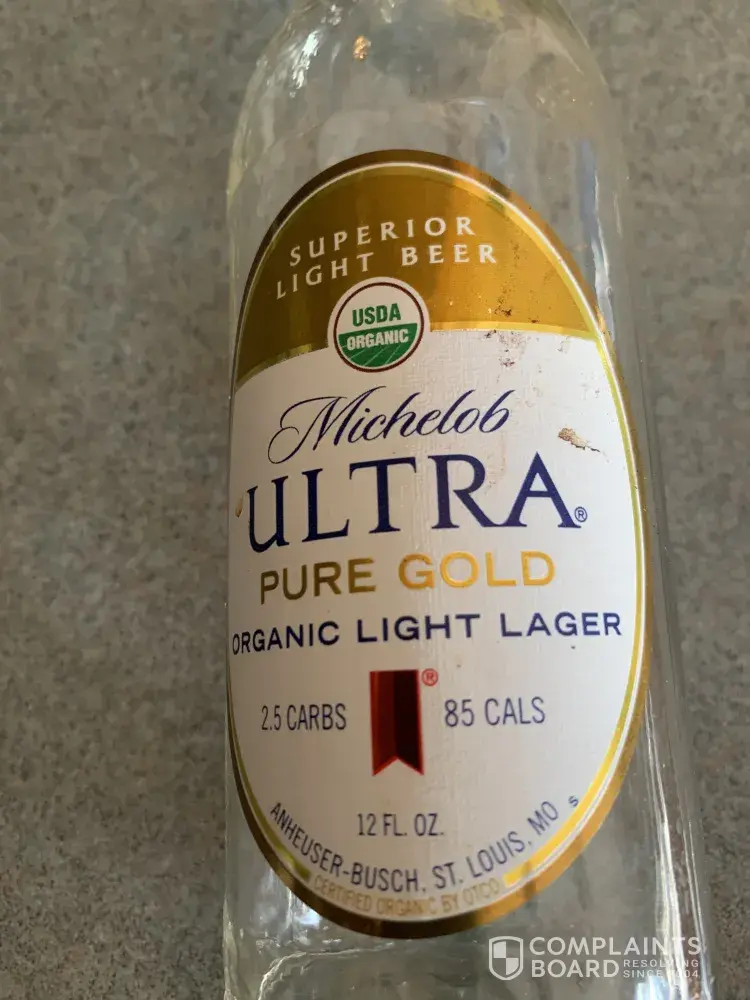 SUPERIOR
LIGHT BEER
USDA
ORGANIC
Michelob
ULTRA®
PURE GOLD
ORGANIC LIGHT LAGER
®
2.5 CARBS 85 CALS
12 FL. OZ.
ANHEUSER-BUSCH, ST. LOUIS, MO s
CERTIFIED ORGANIC BY OTCO
COMPLAINTS
BOARD RESOLVING
SINCE 2004